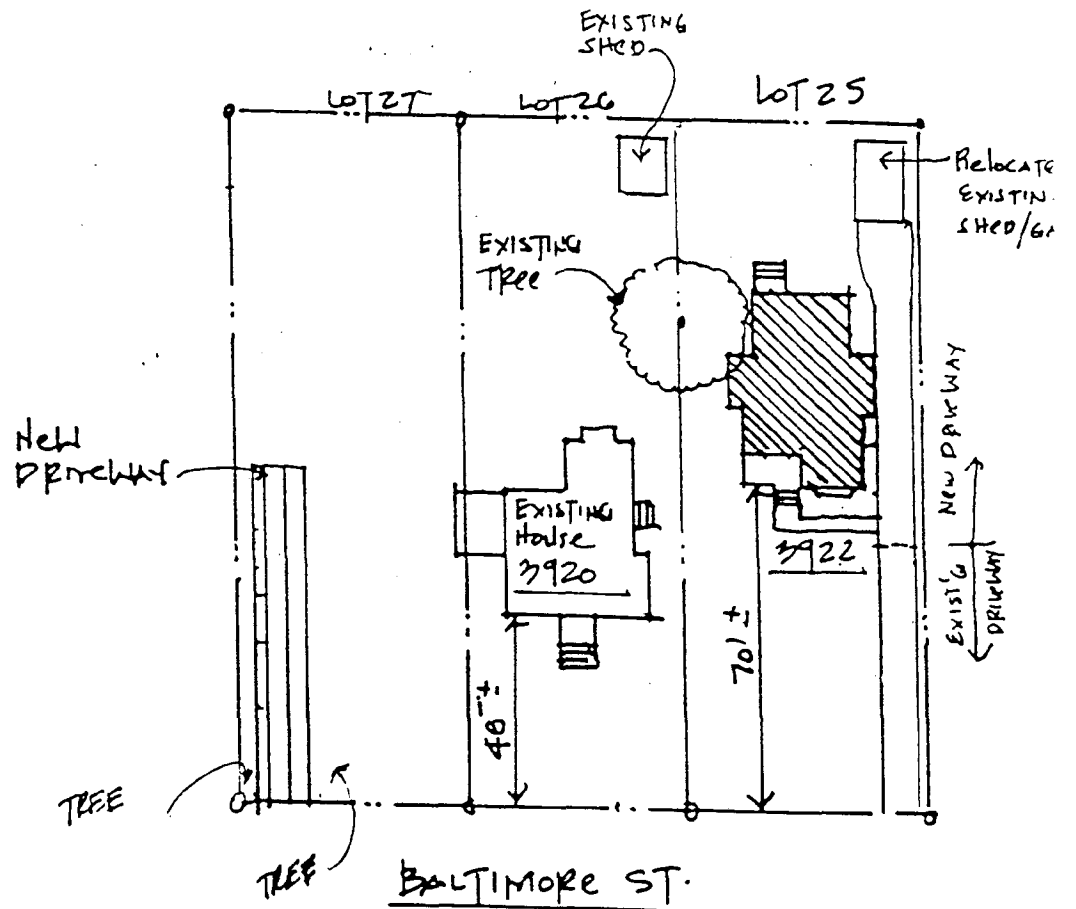 EXISTING
SHED
LOT 27
LOT 26
LOT 25
RELOCATE
EXISTIN
SHED/GA
EXISTING
TREE
NEW
DRIVEWAY
NEW DRIVEWAY
EXISTING
HOUSE
3920
3922
EXIST'G
DRIVEWAY
70'±
48'±
TREE
TREE
BALTIMORE ST.